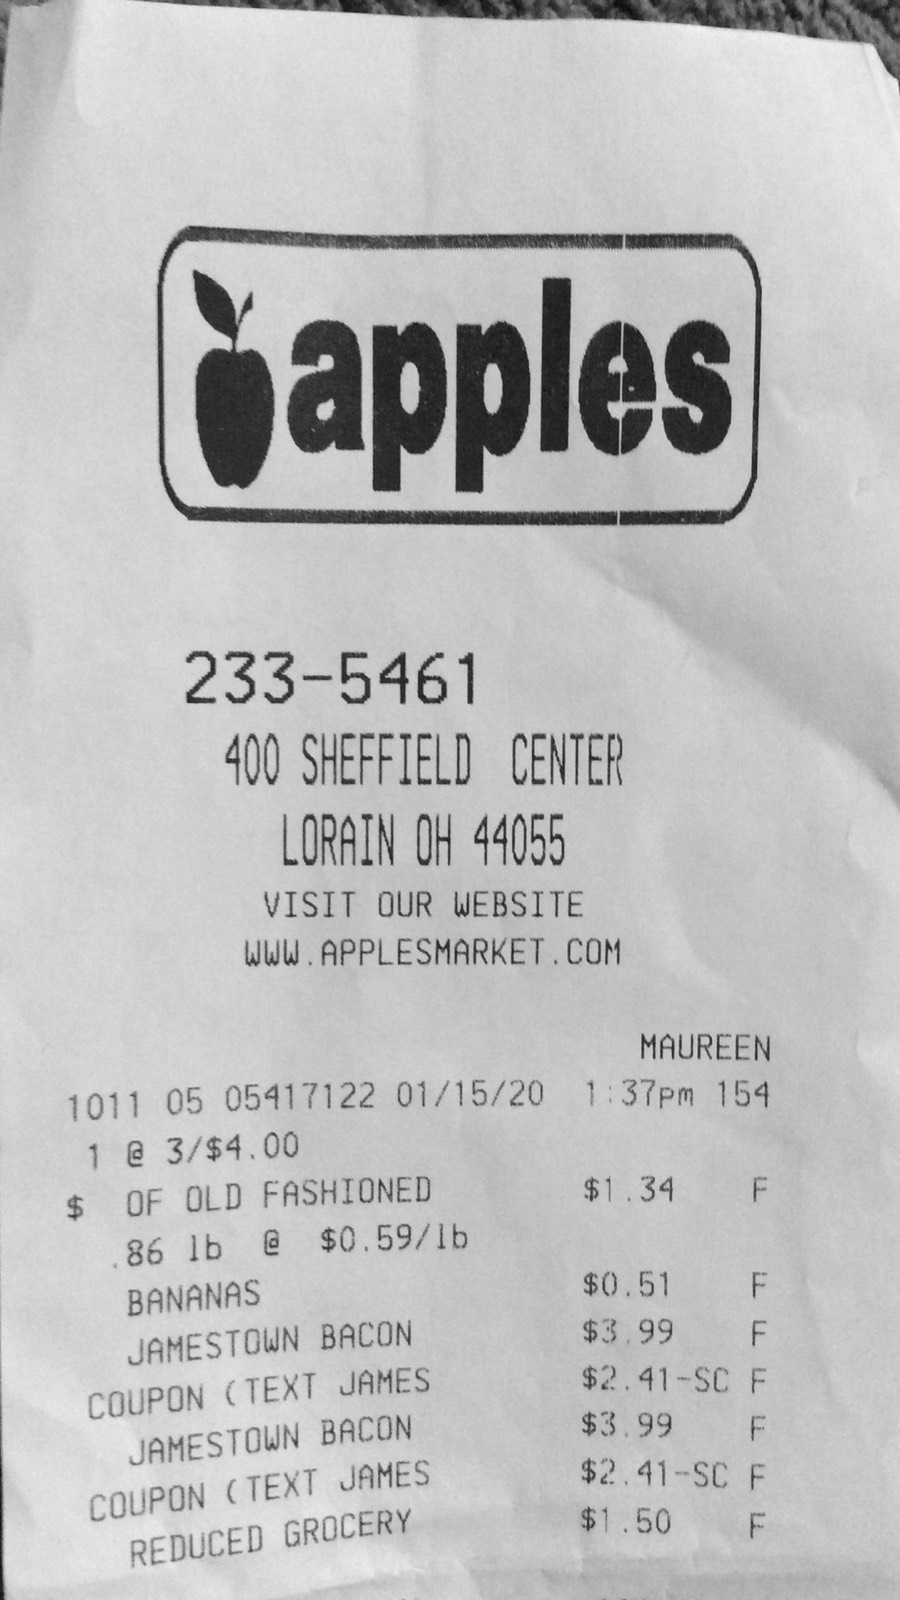 apples
233-5461
400 SHEFFIELD CENTER
LORAIN OH 44055
VISIT OUR WEBSITE
WWW.APPLESMARKET.COM
MAUREEN
1011 05 05417122 01/15/20 1:37pm 154
1 @ 3/$4.00
$ OF OLD FASHIONED $1.34 F
.86 lb @ $0.59/lb
BANANAS $0.51 F
JAMESTOWN BACON $3.99 F
COUPON (TEXT JAMES $2.41-SC F
JAMESTOWN BACON $3.99 F
COUPON (TEXT JAMES $2.41-SC F
REDUCED GROCERY $1.50 F